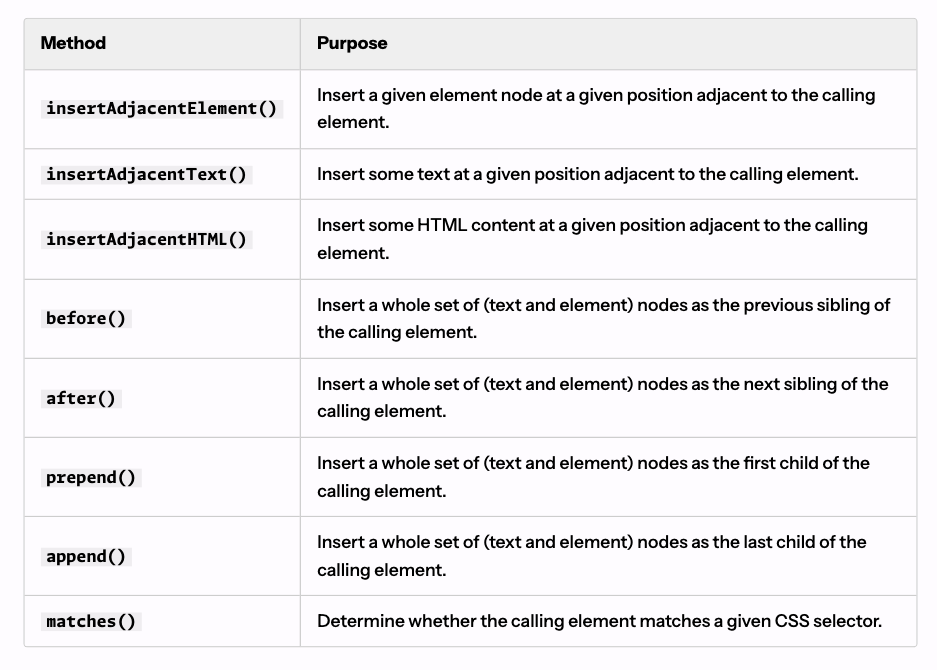 Method Purpose
insertAdjacentElement() Insert a given element node at a given position adjacent to the calling
element.
insertAdjacentText() Insert some text at a given position adjacent to the calling element.
insertAdjacentHTML() Insert some HTML content at a given position adjacent to the calling
element.
before() Insert a whole set of (text and element) nodes as the previous sibling of
the calling element.
after() Insert a whole set of (text and element) nodes as the next sibling of the
calling element.
prepend() Insert a whole set of (text and element) nodes as the first child of the
calling element.
append() Insert a whole set of (text and element) nodes as the last child of the
calling element.
matches() Determine whether the calling element matches a given CSS selector.